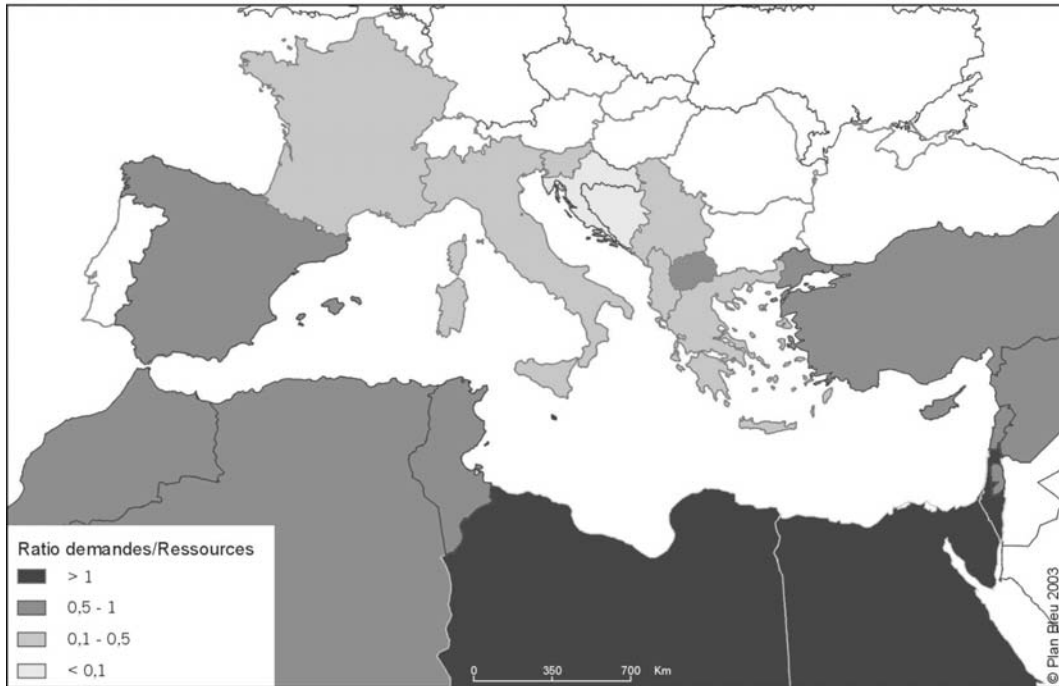 Ratio demandes/Ressources
> 1
0,5 - 1
0,1 - 0,5
< 0,1
0 350 700 Km
© Plan Bleu 2003